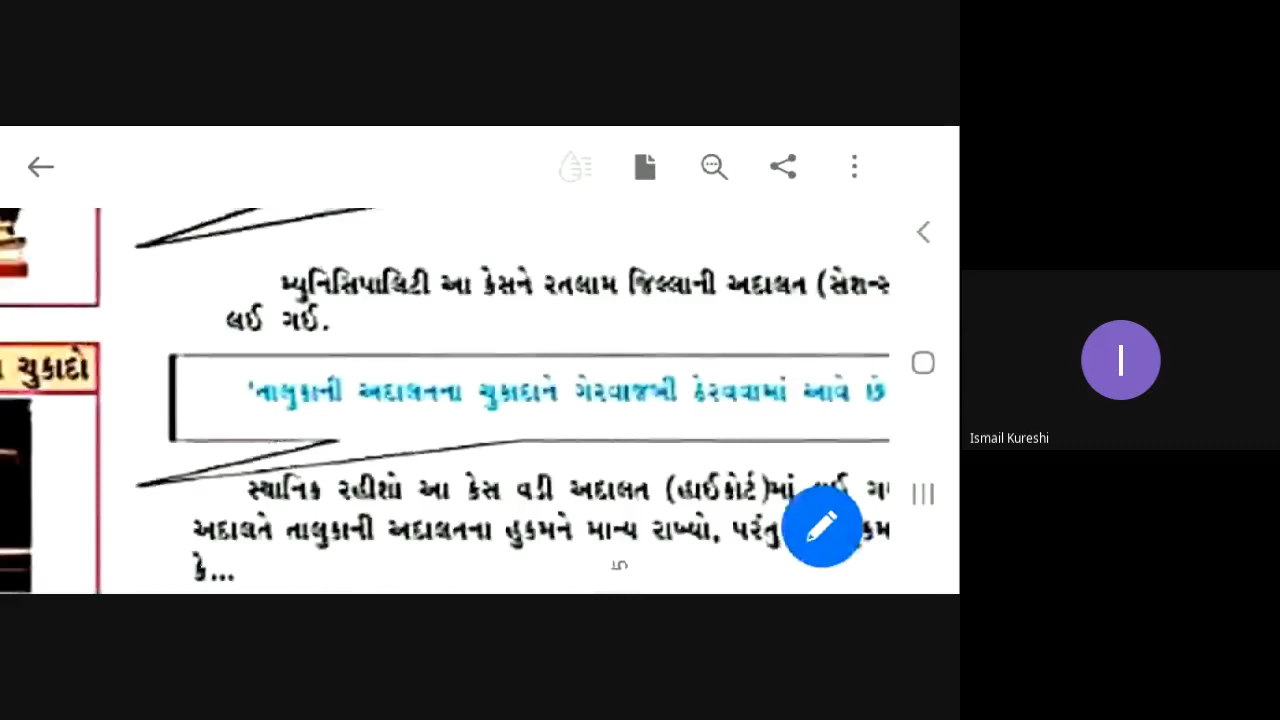 મ્યુનિસિપાલિટી આ કેસને રતલામ જિલ્લાની અદાલત (સેશન્સ
લઈ ગઈ.
ચુકાદો
'તાલુકાની અદાલતના ચુકાદાને ગેરવાજબી ઠેરવવામાં આવે છે
સ્થાનિક રહીશો આ કેસ વડી અદાલત (હાઈકોર્ટ)માં
અદાલતે તાલુકાની અદાલતના હુકમને માન્ય રાખ્યો, પરંતુ
કે...
5
I
Ismail Kureshi